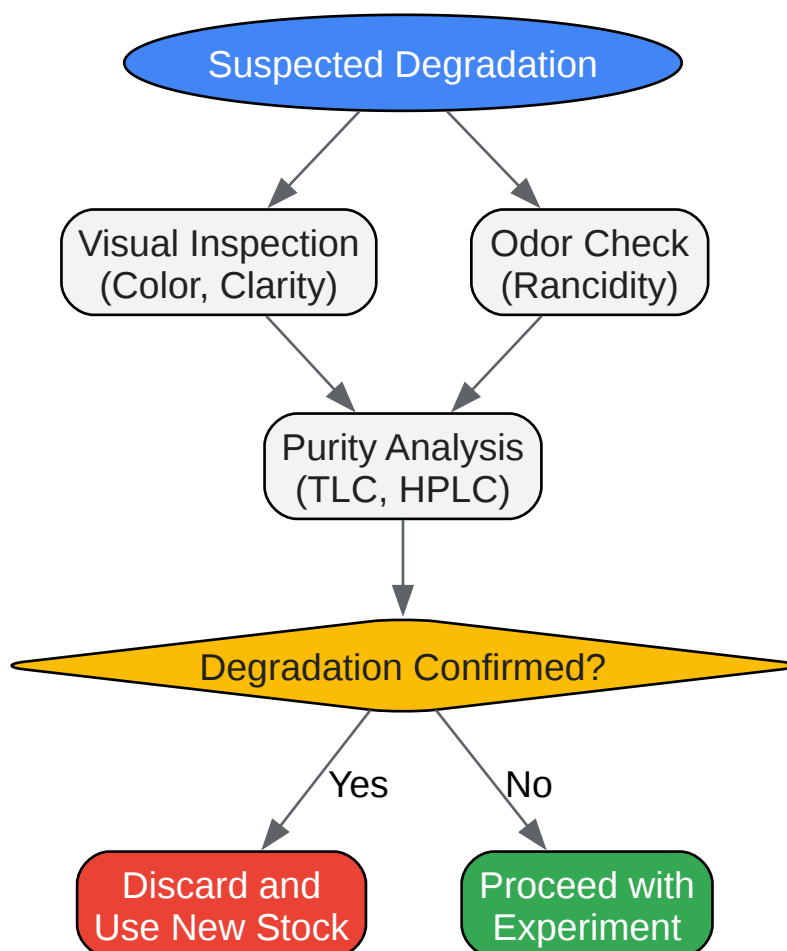 Suspected Degradation
Visual Inspection
(Color, Clarity)
Odor Check
(Rancidity)
Purity Analysis
(TLC, HPLC)
Degradation Confirmed?
Yes
No
Discard and
Use New Stock
Proceed with
Experiment